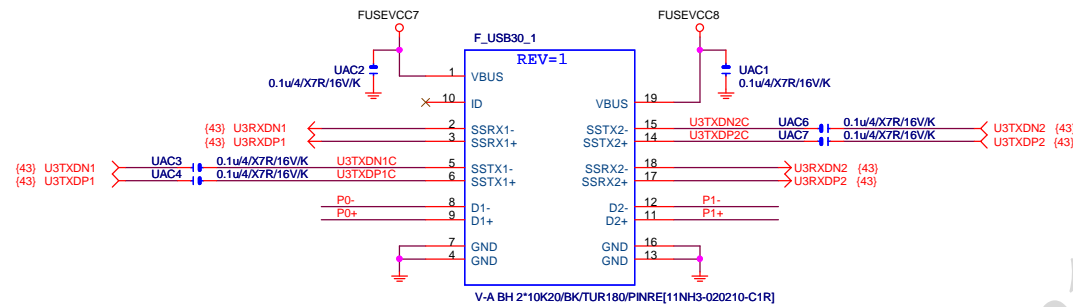 FUSEVCC7 FUSEVCC8
F_USB30_1
REV=1
UAC2 UAC1
0.1u/4/X7R/16V/K 0.1u/4/X7R/16V/K
1 VBUS
10 ID VBUS 19
{43} U3RXDN1 2 SSRX1- SSTX2- 15 U3TXDN2C UAC6 0.1u/4/X7R/16V/K U3TXDN2 {43}
{43} U3RXDP1 3 SSRX1+ SSTX2+ 14 U3TXDP2C UAC7 0.1u/4/X7R/16V/K U3TXDP2 {43}
{43} U3TXDN1 UAC3 0.1u/4/X7R/16V/K U3TXDN1C 5 SSTX1- SSRX2- 18 U3RXDN2 {43}
{43} U3TXDP1 UAC4 0.1u/4/X7R/16V/K U3TXDP1C 6 SSTX1+ SSRX2+ 17 U3RXDP2 {43}
P0- 8 D1- D2- 12 P1-
P0+ 9 D1+ D2+ 11 P1+
7 GND GND 16
4 GND GND 13
V-A BH 2*10K20/BK/TUR180/PINRE[11NH3-020210-C1R]